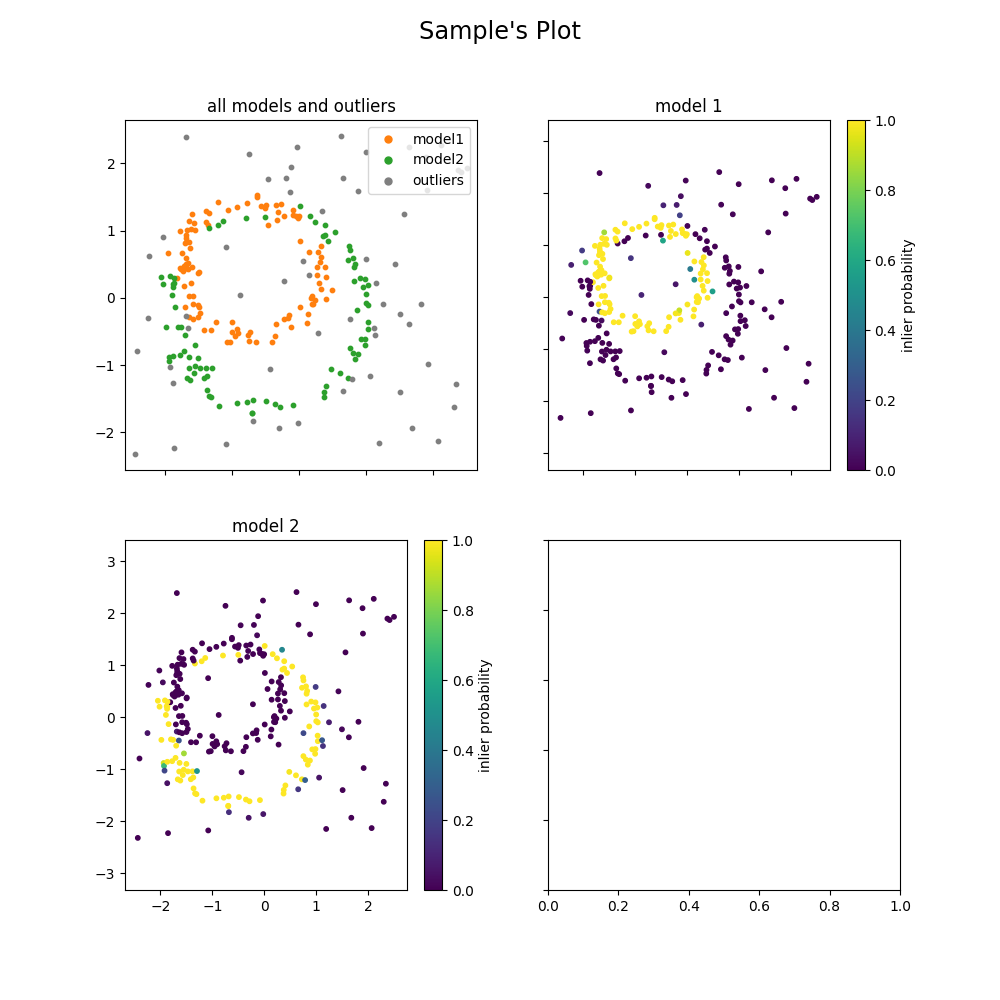 Sample's Plot
all models and outliers
model1
model2
outliers
2
1
0
−1
−2
model 1
1.0
0.8
0.6
0.4
0.2
0.0
inlier probability
model 2
3
2
1
0
−1
−2
−3
−2 −1 0 1 2
1.0
0.8
0.6
0.4
0.2
0.0
inlier probability
0.0 0.2 0.4 0.6 0.8 1.0